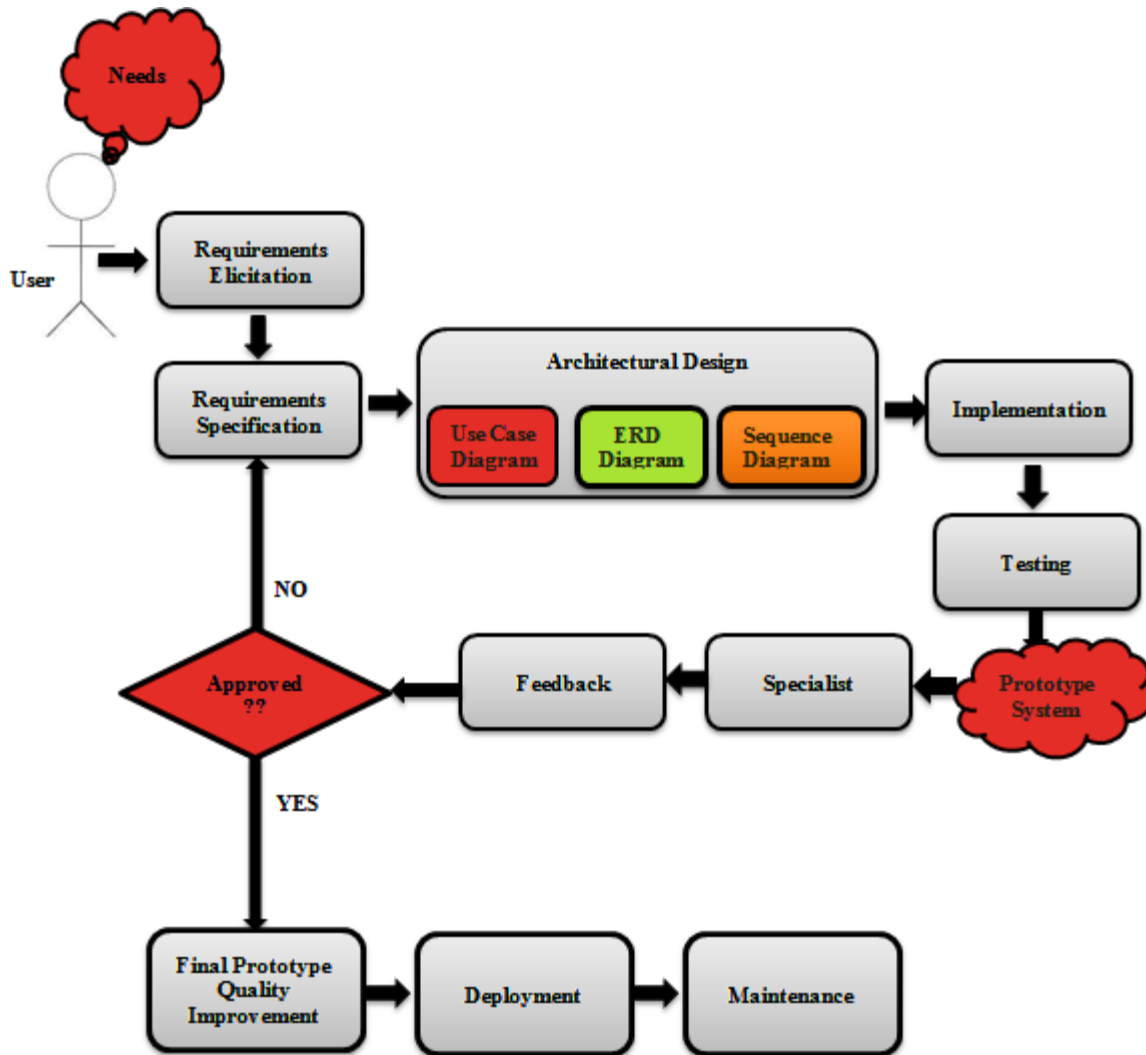 Needs
User
Requirements
Elicitation
Requirements
Specification
Architectural Design
Use Case
Diagram
ERD
Diagram
Sequence
Diagram
Implementation
Testing
Prototype
System
Specialist
Feedback
Approved
??
NO
YES
Final Prototype
Quality
Improvement
Deployment
Maintenance